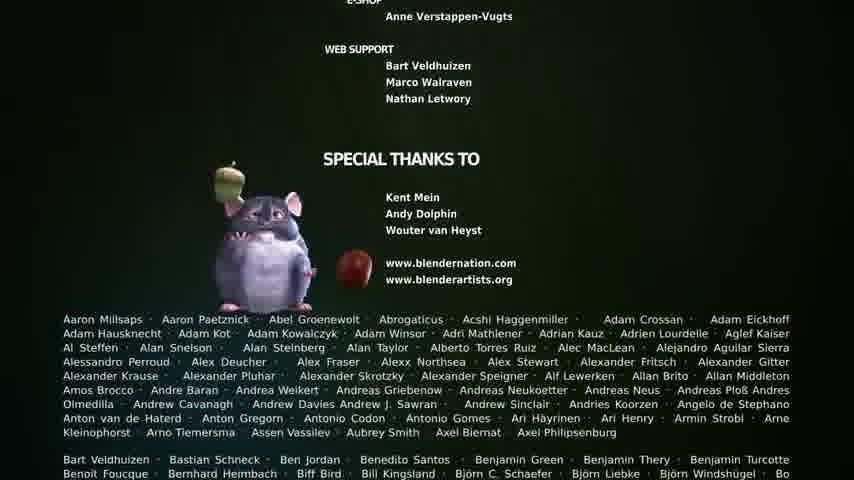 E-SHOP
Anne Verstappen-Vugts
WEB SUPPORT
Bart Veldhuizen
Marco Walraven
Nathan Letwory
SPECIAL THANKS TO
Kent Mein
Andy Dolphin
Wouter van Heyst
www.blendernation.com
www.blenderartists.org
Aaron Millsaps · Aaron Paetznick · Abel Groenewolt · Abrogaticus · Acshi Haggenmiller · Adam Crossan · Adam Eickhoff
Adam Hausknecht · Adam Kot · Adam Kowalczyk · Adam Winsor · Adri Mathlener · Adrian Kauz · Adrien Lourdelle · Aglef Kaiser
Al Steffen · Alan Snelson · Alan Steinberg · Alan Taylor · Alberto Torres Ruiz · Alec MacLean · Alejandro Aguilar Sierra
Alessandro Perroud · Alex Deucher · Alex Fraser · Alexx Northsea · Alex Stewart · Alexander Fritsch · Alexander Gitter
Alexander Krause · Alexander Pluhar · Alexander Skrotzky · Alexander Speigner · Alf Lewerken · Allan Brito · Allan Middleton
Amos Brocco · Andre Baran · Andrea Weikert · Andreas Griebenow · Andreas Neukoetter · Andreas Neus · Andreas Ploß Andres
Olmedilla · Andrew Cavanagh · Andrew Davies Andrew J. Sawran · Andrew Sinclair · Andries Koorzen · Angelo de Stephano
Anton van de Haterd · Anton Gregorn · Antonio Codon · Antonio Gomes · Ari Häyrinen · Ari Henry · Armin Strobl · Arne
Kleinophorst · Arno Tiemersma · Assen Vassilev · Aubrey Smith · Axel Biernat · Axel Philipsenburg
Bart Veldhuizen · Bastian Schneck · Ben Jordan · Benedito Santos · Benjamin Green · Benjamin Thery · Benjamin Turcotte
Benoît Foucque · Bernhard Heimbach · Biff Bird · Bill Kingsland · Björn C. Schaefer · Björn Liebke · Björn Windshügel · Bo